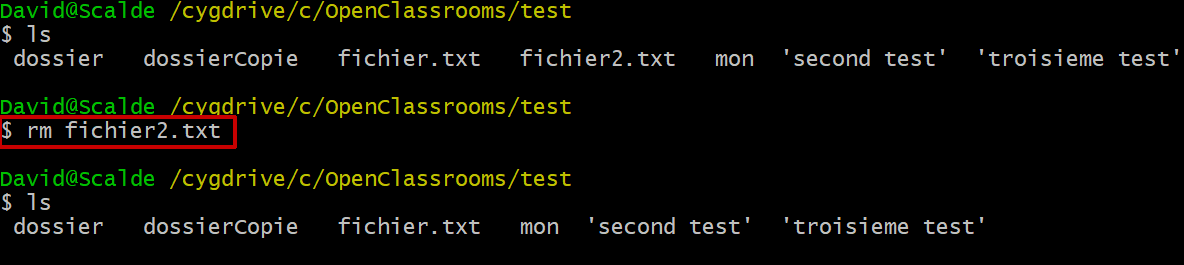 David@Scalde /cygdrive/c/OpenClassrooms/test
$ ls
dossier dossierCopie fichier.txt fichier2.txt mon 'second test' 'troisieme test'
David@Scalde /cygdrive/c/OpenClassrooms/test
$ rm fichier2.txt
David@Scalde /cygdrive/c/OpenClassrooms/test
$ ls
dossier dossierCopie fichier.txt mon 'second test' 'troisieme test'